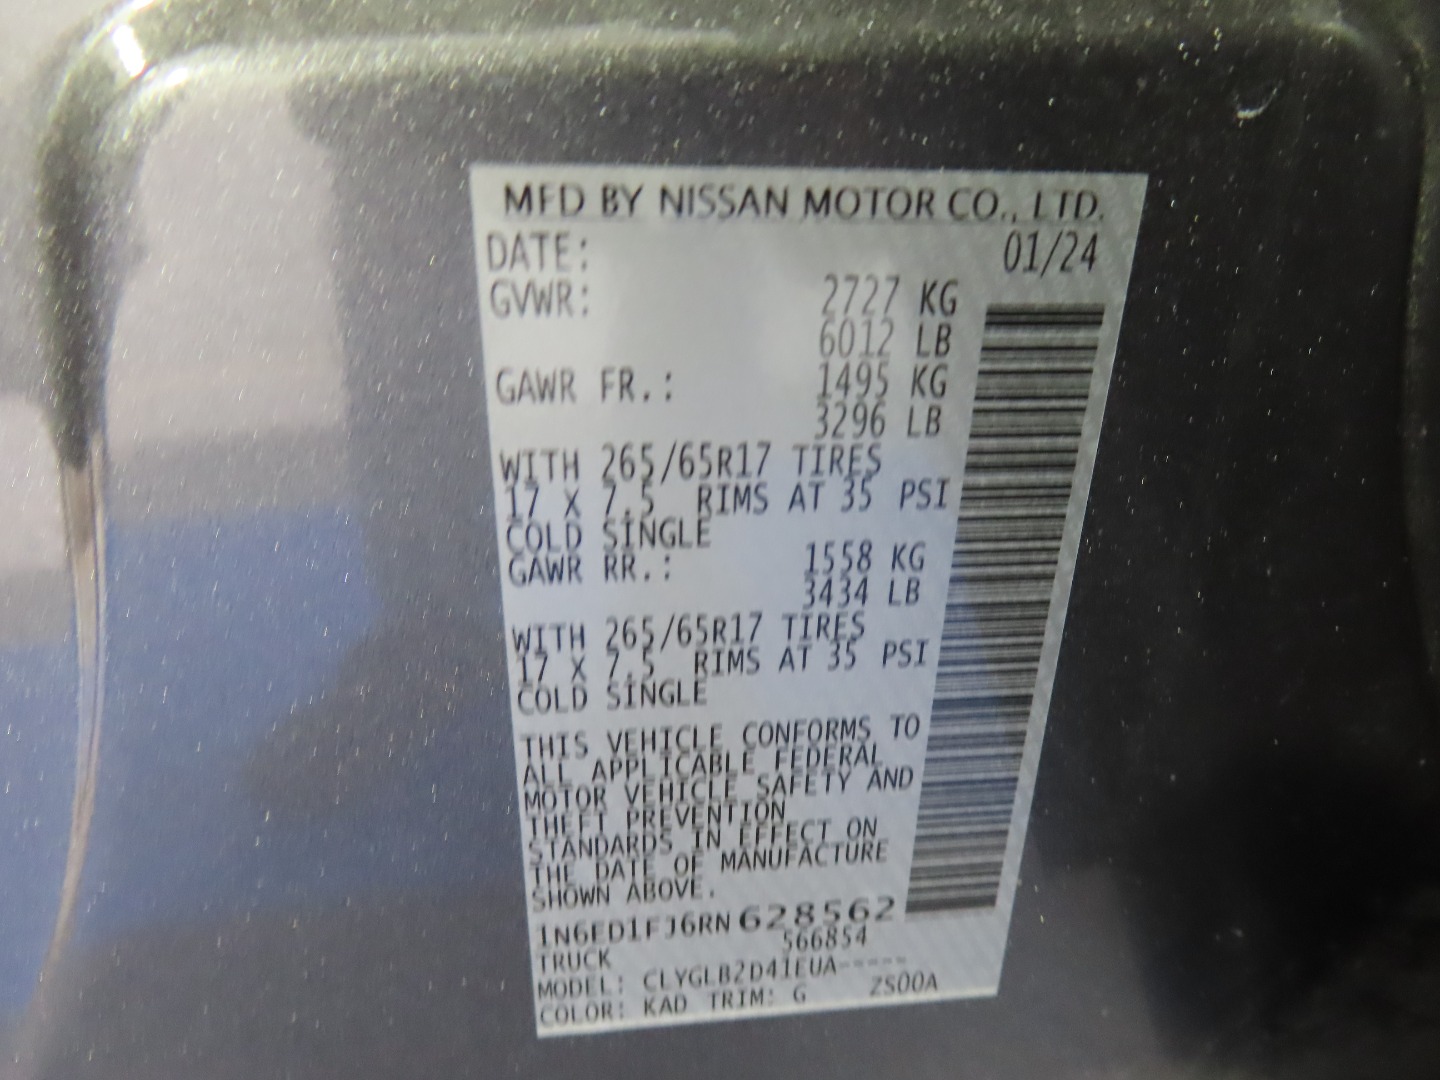 MFD BY NISSAN MOTOR CO., LTD.
DATE: 01/24
GVWR: 2727 KG
6012 LB
GAWR FR.: 1495 KG
3296 LB
WITH 265/65R17 TIRES
17 X 7.5 RIMS AT 35 PSI
COLD SINGLE
GAWR RR.: 1558 KG
3434 LB
WITH 265/65R17 TIRES
17 X 7.5 RIMS AT 35 PSI
COLD SINGLE
THIS VEHICLE CONFORMS TO
ALL APPLICABLE FEDERAL
MOTOR VEHICLE SAFETY AND
THEFT PREVENTION
STANDARDS IN EFFECT ON
THE DATE OF MANUFACTURE
SHOWN ABOVE.
1N6ED1FJ6RN628562
566854
TRUCK
MODEL: CLYGLB2D41EUA-----
COLOR: KAD TRIM: G ZS00A